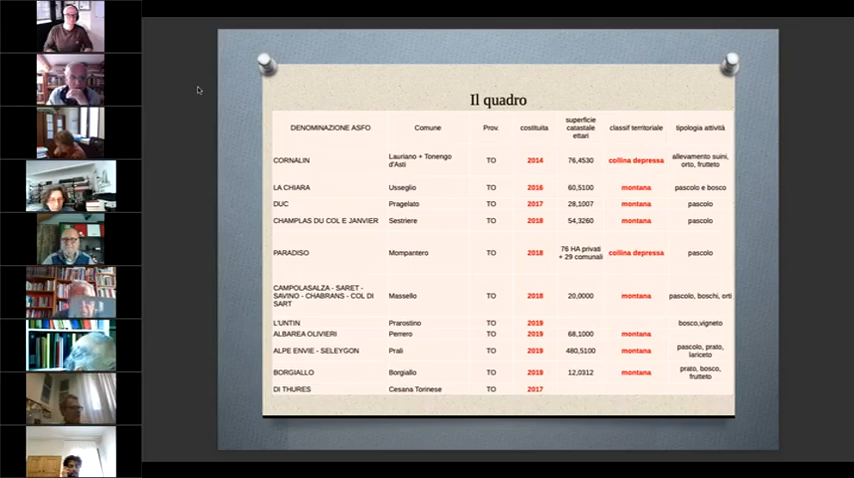 Il quadro
DENOMINAZIONE ASFO Comune Prov. costituita superficie catastale ettari classif territoriale tipologia attività
CORNALIN Lauriano + Tonengo d'Asti TO 2014 76,4530 collina depressa allevamento suini, orto, frutteto
LA CHIARA Usseglio TO 2016 60,5100 montana pascolo e bosco
DUC Pragelato TO 2017 28,1007 montana pascolo
CHAMPLAS DU COL E JANVIER Sestriere TO 2018 54,3260 montana pascolo
PARADISO Mompantero TO 2018 76 HA privati + 29 comunali collina depressa pascolo
CAMPOLASALZA - SARET - SAVINO - CHABRANS - COL DI SART Massello TO 2018 20,0000 montana pascolo, boschi, orti
L'UNTIN Prarostino TO 2019 bosco,vigneto
ALBAREA OLIVIERI Perrero TO 2019 68,1000 montana
ALPE ENVIE - SELEYGON Prali TO 2019 480,5100 montana pascolo, prato, lariceto
BORGIALLO Borgiallo TO 2019 12,0312 montana prato, bosco, frutteto
DI THURES Cesana Torinese TO 2017